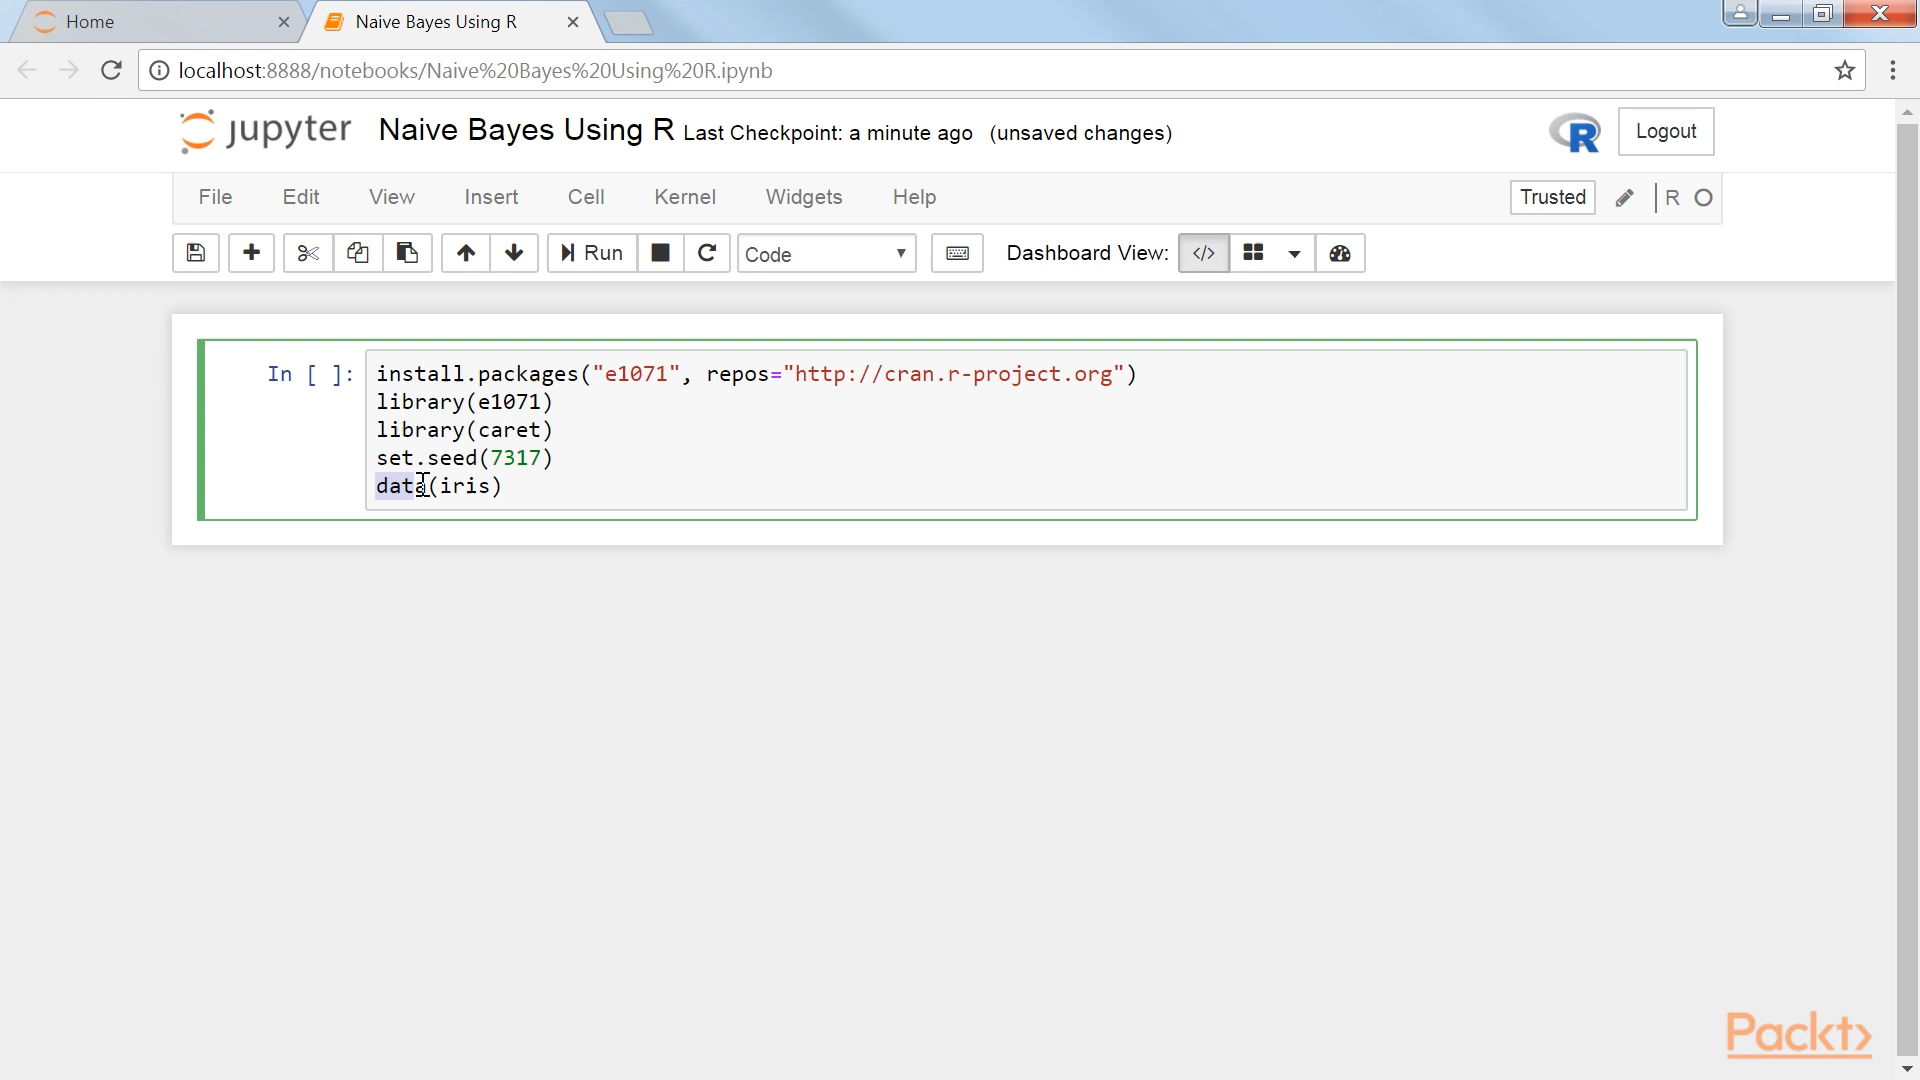 Home
Naive Bayes Using R
localhost:8888/notebooks/Naive%20Bayes%20Using%20R.ipynb
jupyter Naive Bayes Using R Last Checkpoint: a minute ago (unsaved changes)
R
Logout
File Edit View Insert Cell Kernel Widgets Help
Trusted
R
Run
Code
Dashboard View:
</>
In [ ]:
install.packages("e1071", repos="http://cran.r-project.org")
library(e1071)
library(caret)
set.seed(7317)
data(iris)
Packt>